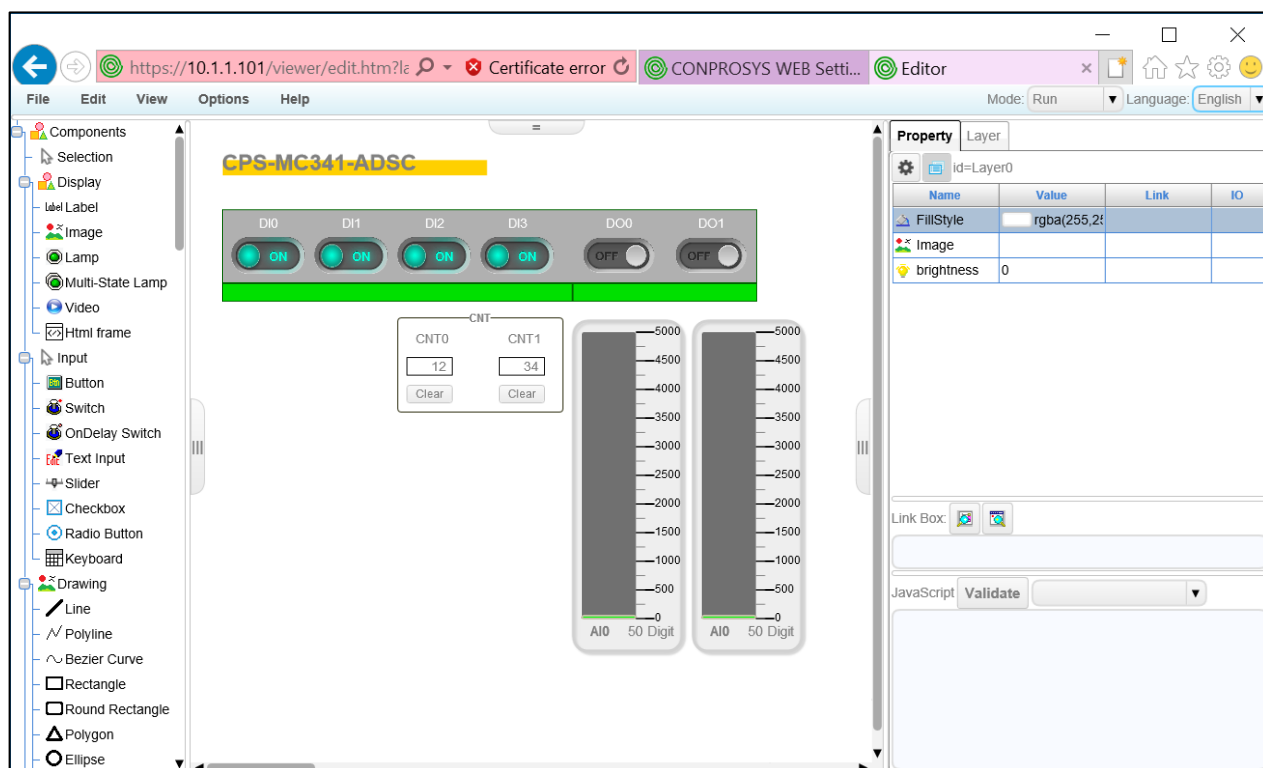 https://10.1.1.101/viewer/edit.htm?la
Certificate error
CONPROSYS WEB Setti...
Editor
File Edit View Options Help
Mode: Run Language: English
Components
Selection
Display
Label Label
Image
Lamp
Multi-State Lamp
Video
Html frame
Input
Button
Switch
OnDelay Switch
Edit Text Input
Slider
Checkbox
Radio Button
Keyboard
Drawing
Line
Polyline
Bezier Curve
Rectangle
Round Rectangle
Polygon
Ellipse
CPS-MC341-ADSC
DI0 DI1 DI2 DI3 DO0 DO1
ON ON ON ON OFF OFF
CNT
CNT0 CNT1
12 34
Clear Clear
5000
4500
4000
3500
3000
2500
2000
1500
1000
500
0
AI0 50 Digit
5000
4500
4000
3500
3000
2500
2000
1500
1000
500
0
AI0 50 Digit
Property Layer
id=Layer0
Name Value Link IO
FillStyle rgba(255,25
Image
brightness 0
Link Box:
JavaScript Validate